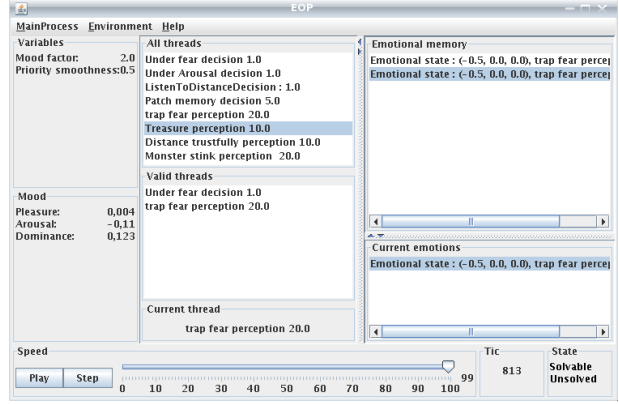 EOP
MainProcess Environment Help
Variables
Mood factor: 2.0
Priority smoothness:0.5
Mood
Pleasure: 0,004
Arousal: -0,11
Dominance: 0,123
All threads
Under fear decision 1.0
Under Arousal decision 1.0
ListenToDistanceDecision : 1.0
Patch memory decision 5.0
trap fear perception 20.0
Treasure perception 10.0
Distance trustfully perception 10.0
Monster stink perception 20.0
Valid threads
Under fear decision 1.0
trap fear perception 20.0
Current thread
trap fear perception 20.0
Emotional memory
Emotional state : (-0.5, 0.0, 0.0), trap fear percep
Emotional state : (-0.5, 0.0, 0.0), trap fear percep
Current emotions
Emotional state : (-0.5, 0.0, 0.0), trap fear percep
Speed
Play Step
0 10 20 30 40 50 60 70 80 90 100
99
Tic
813
State
Solvable
Unsolved